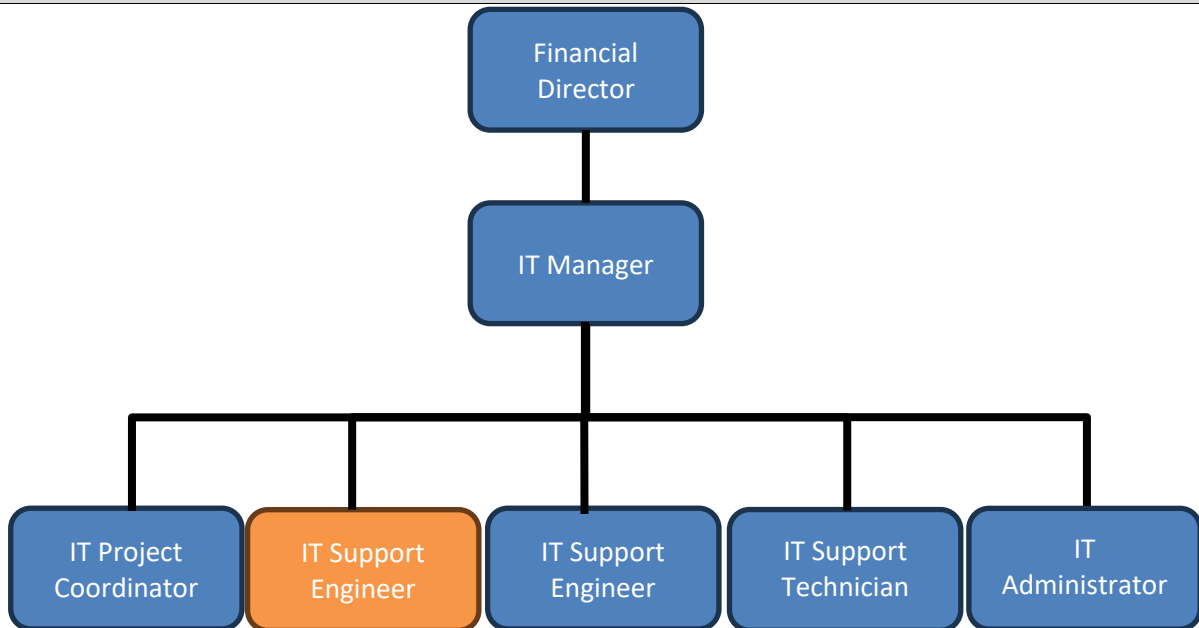 Financial
Director
IT Manager
IT Project
Coordinator
IT Support
Engineer
IT Support
Engineer
IT Support
Technician
IT
Administrator